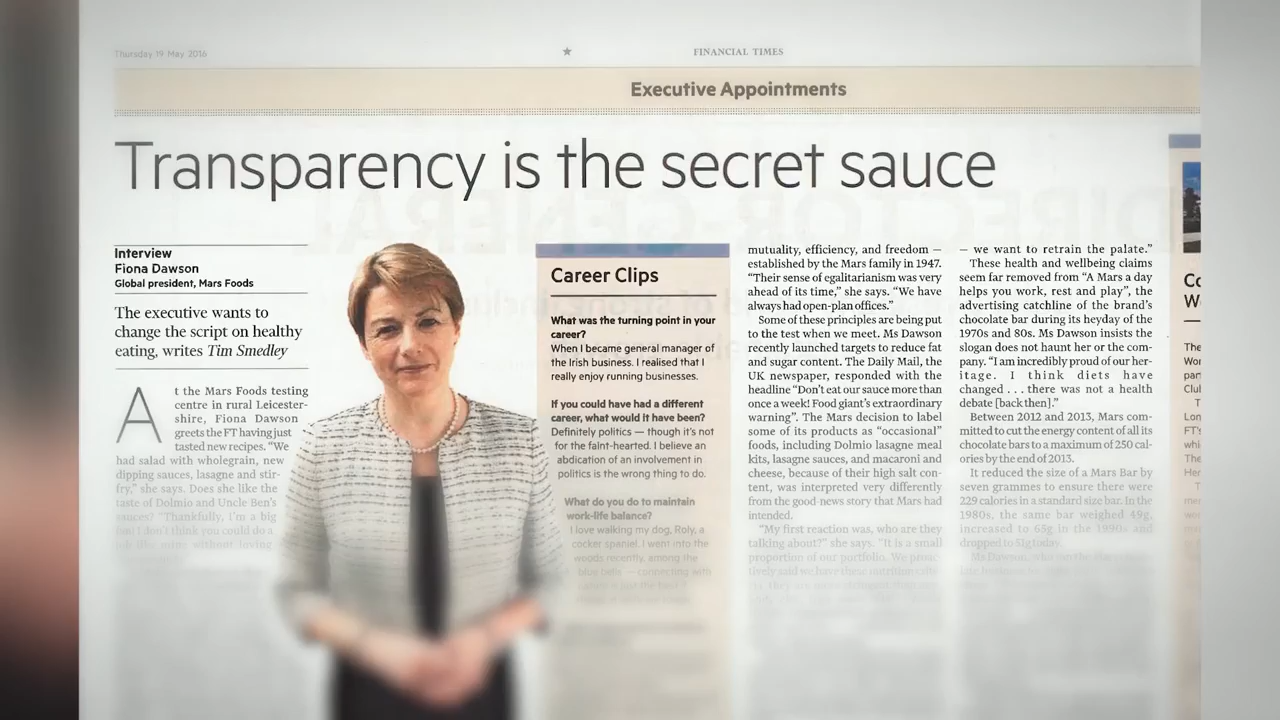 Thursday 19 May 2016
★
FINANCIAL TIMES
Executive Appointments
Transparency is the secret sauce
Interview
Fiona Dawson
Global president, Mars Foods
The executive wants to
change the script on healthy
eating, writes Tim Smedley
At the Mars Foods testing
centre in rural Leicester-
shire, Fiona Dawson
greets the FT having just
tasted new recipes. “We
had salad with wholegrain, new
dipping sauces, lasagne and stir-
fry,” she says. Does she like the
taste of Dolmio and Uncle Ben’s
sauces? “Thankfully, I’m a big
I don’t think you could do a
Career Clips
What was the turning point in your
career?
When I became general manager of
the Irish business. I realised that I
really enjoy running businesses.
If you could have had a different
career, what would it have been?
Definitely politics — though it’s not
for the faint-hearted. I believe an
abdication of an involvement in
politics is the wrong thing to do.
What do you do to maintain
work-life balance?
I love walking my dog, Roly, a
cocker spaniel. I went into the
woods recently, among the
blue bells — connecting with
mutuality, efficiency, and freedom —
established by the Mars family in 1947.
“Their sense of egalitarianism was very
ahead of its time,” she says. “We have
always had open-plan offices.”
Some of these principles are being put
to the test when we meet. Ms Dawson
recently launched targets to reduce fat
and sugar content. The Daily Mail, the
UK newspaper, responded with the
headline “Don’t eat our sauce more than
once a week! Food giant’s extraordinary
warning”. The Mars decision to label
some of its products as “occasional”
foods, including Dolmio lasagne meal
kits, lasagne sauces, and macaroni and
cheese, because of their high salt con-
tent, was interpreted very differently
from the good-news story that Mars had
intended.
“My first reaction was, who are they
talking about?” she says. “It is a small
proportion of our portfolio. We
— we want to retrain the palate.”
These health and wellbeing claims
seem far removed from “A Mars a day
helps you work, rest and play”, the
advertising catchline of the brand’s
chocolate bar during its heyday of the
1970s and 80s. Ms Dawson insists the
slogan does not haunt her or the com-
pany. “I am incredibly proud of our her-
itage. I think diets have
changed . . . there was not a health
debate [back then].”
Between 2012 and 2013, Mars com-
mitted to cut the energy content of all its
chocolate bars to a maximum of 250 cal-
ories by the end of 2013.
It reduced the size of a Mars Bar by
seven grammes to ensure there were
229 calories in a standard size bar. In the
1980s, the same bar weighed 49g,
increased to 65g in the 1990s and
dropped to 51g today.
Ms Dawson,